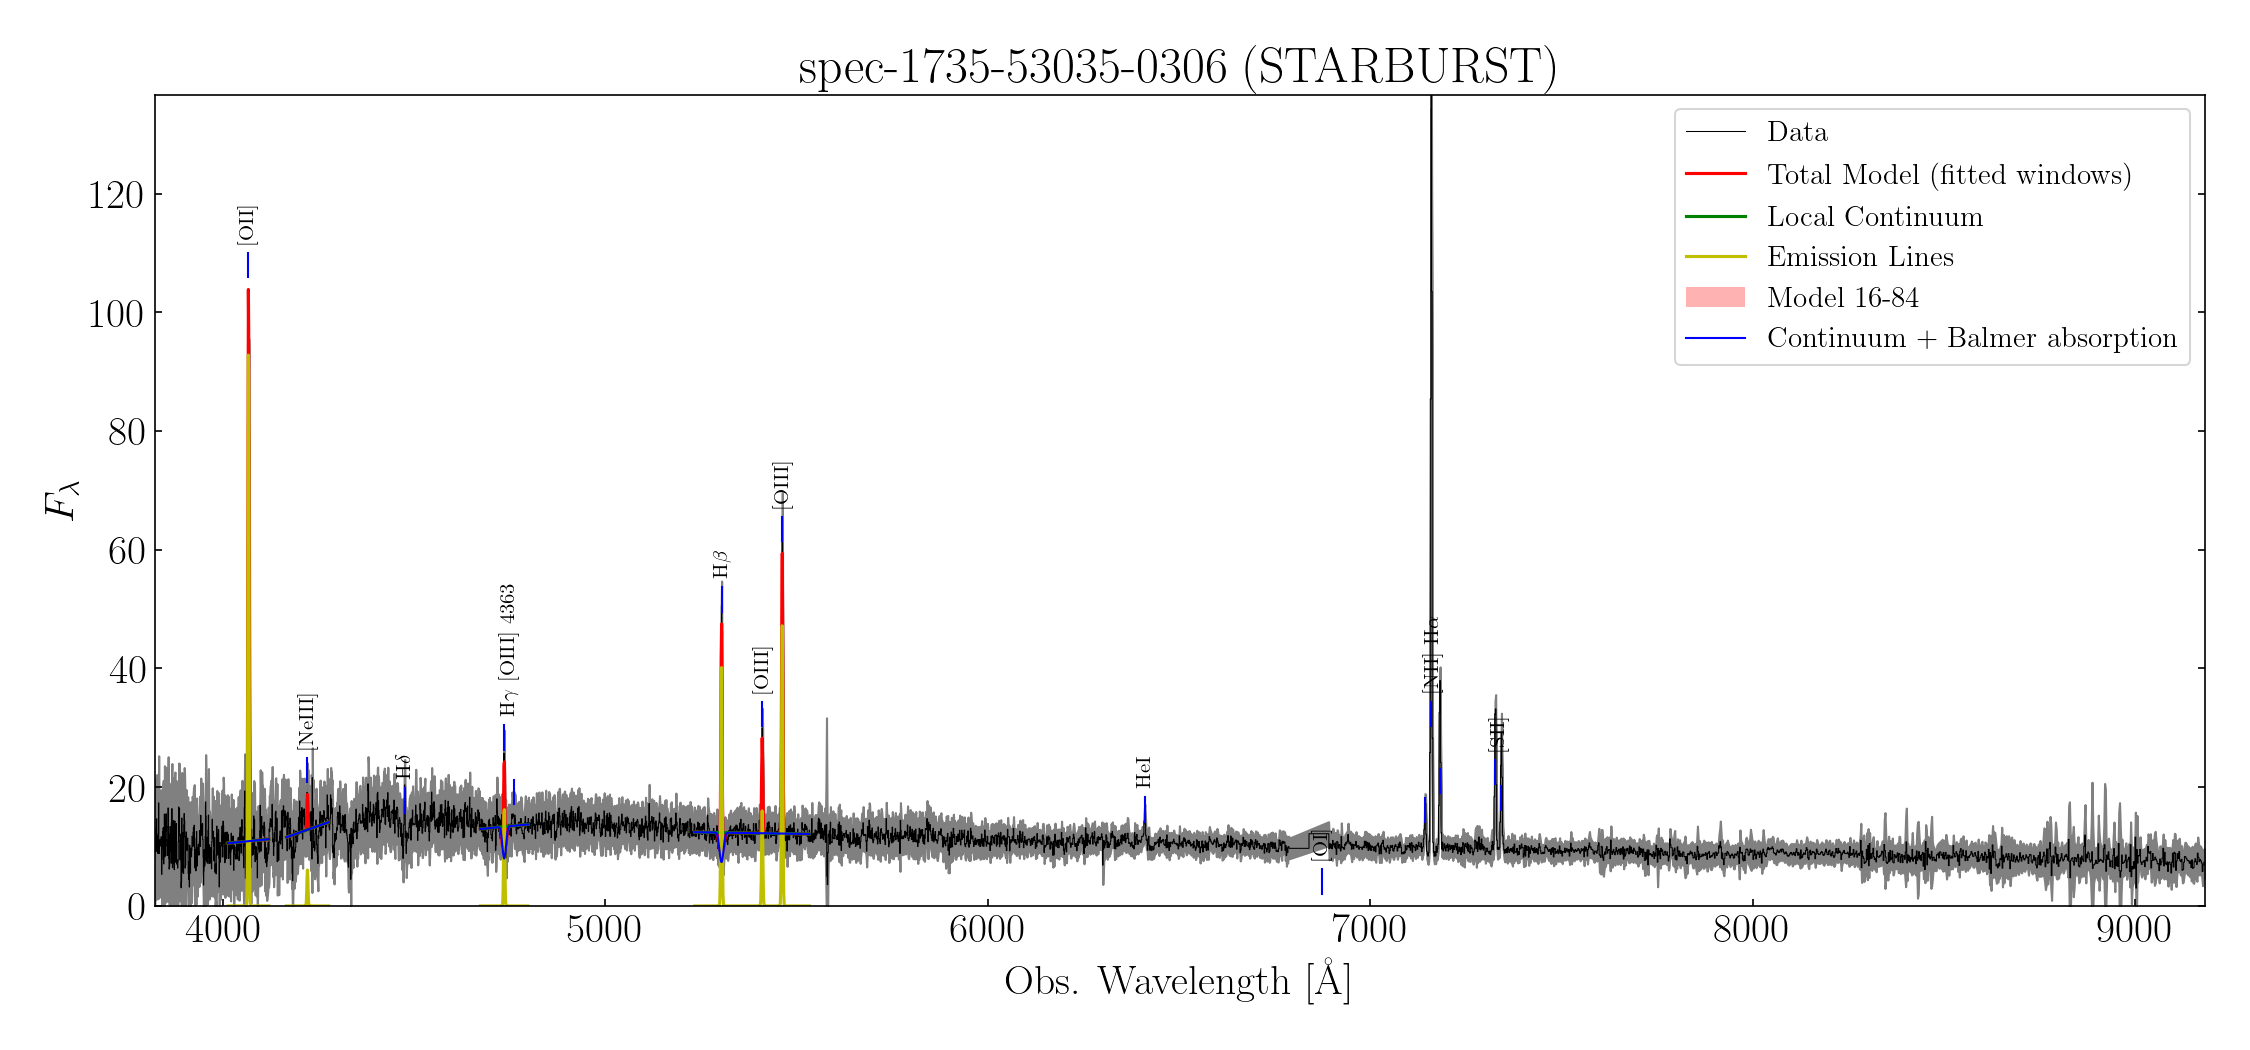 spec-1735-53035-0306 (STARBURST)
Data
Total Model (fitted windows)
Local Continuum
Emission Lines
Model 16-84
Continuum + Balmer absorption
[OII]
[NeIII]
Hδ
Hγ [OIII] 4363
Hβ
[OIII]
[OIII]
HeI
[OI]
[NII] Hα
[SII]
F_λ
120
100
80
60
40
20
0
4000 5000 6000 7000 8000 9000
Obs. Wavelength [Å]